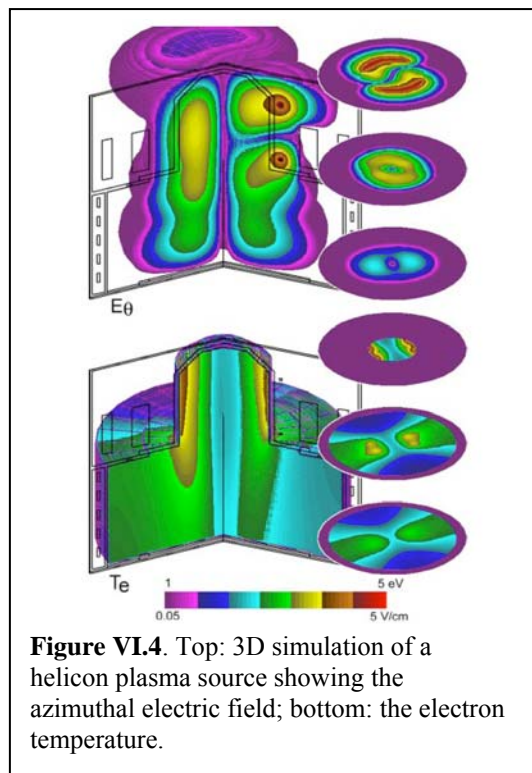 Eθ
Te
1 5 eV
0.05 5 V/cm
Figure VI.4. Top: 3D simulation of a
helicon plasma source showing the
azimuthal electric field; bottom: the electron
temperature.